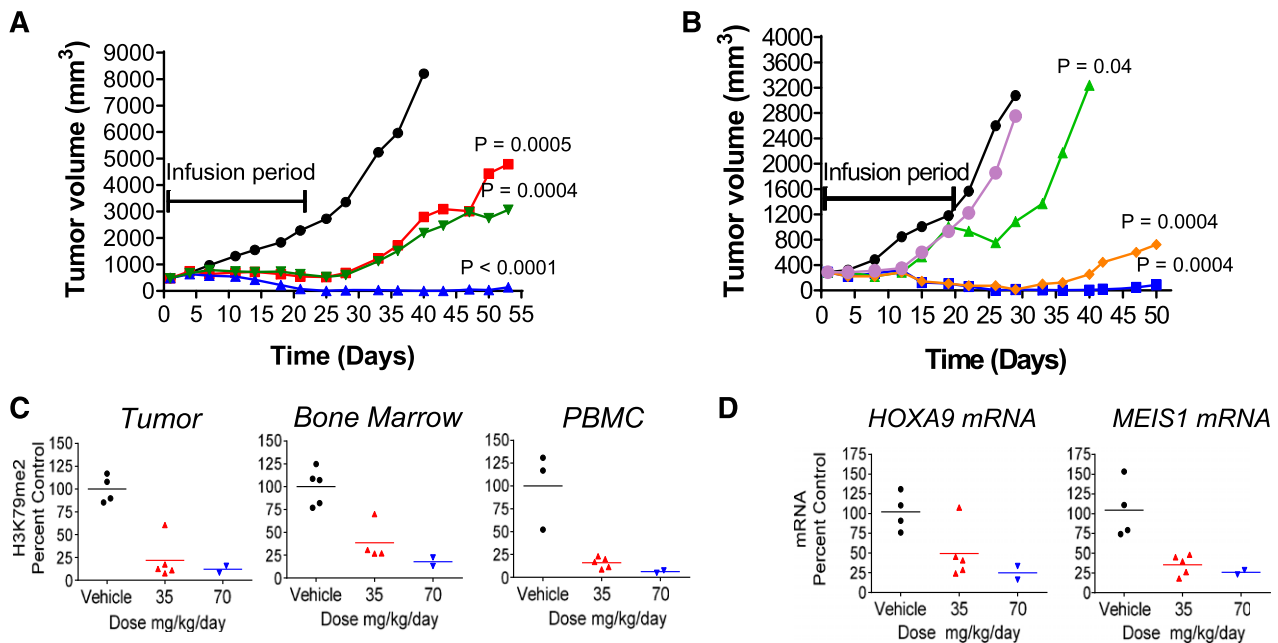 A
Tumor volume (mm³)
9000
8000
7000
6000
5000
4000
3000
2000
1000
0
Infusion period
P = 0.0005
P = 0.0004
P < 0.0001
0 5 10 15 20 25 30 35 40 45 50 55
Time (Days)
B
Tumor volume (mm³)
4000
3600
3200
2800
2400
2000
1600
1200
800
400
0
Infusion period
P = 0.04
P = 0.0004
P = 0.0004
0 5 10 15 20 25 30 35 40 45 50
Time (Days)
C
Tumor
H3K79me2
Percent Control
150
125
100
75
50
25
0
Vehicle 35 70
Dose mg/kg/day
Bone Marrow
150
125
100
75
50
25
0
Vehicle 35 70
Dose mg/kg/day
PBMC
150
125
100
75
50
25
0
Vehicle 35 70
Dose mg/kg/day
D
HOXA9 mRNA
mRNA
Percent Control
175
150
125
100
75
50
25
0
Vehicle 35 70
Dose mg/kg/day
MEIS1 mRNA
175
150
125
100
75
50
25
0
Vehicle 35 70
Dose mg/kg/day